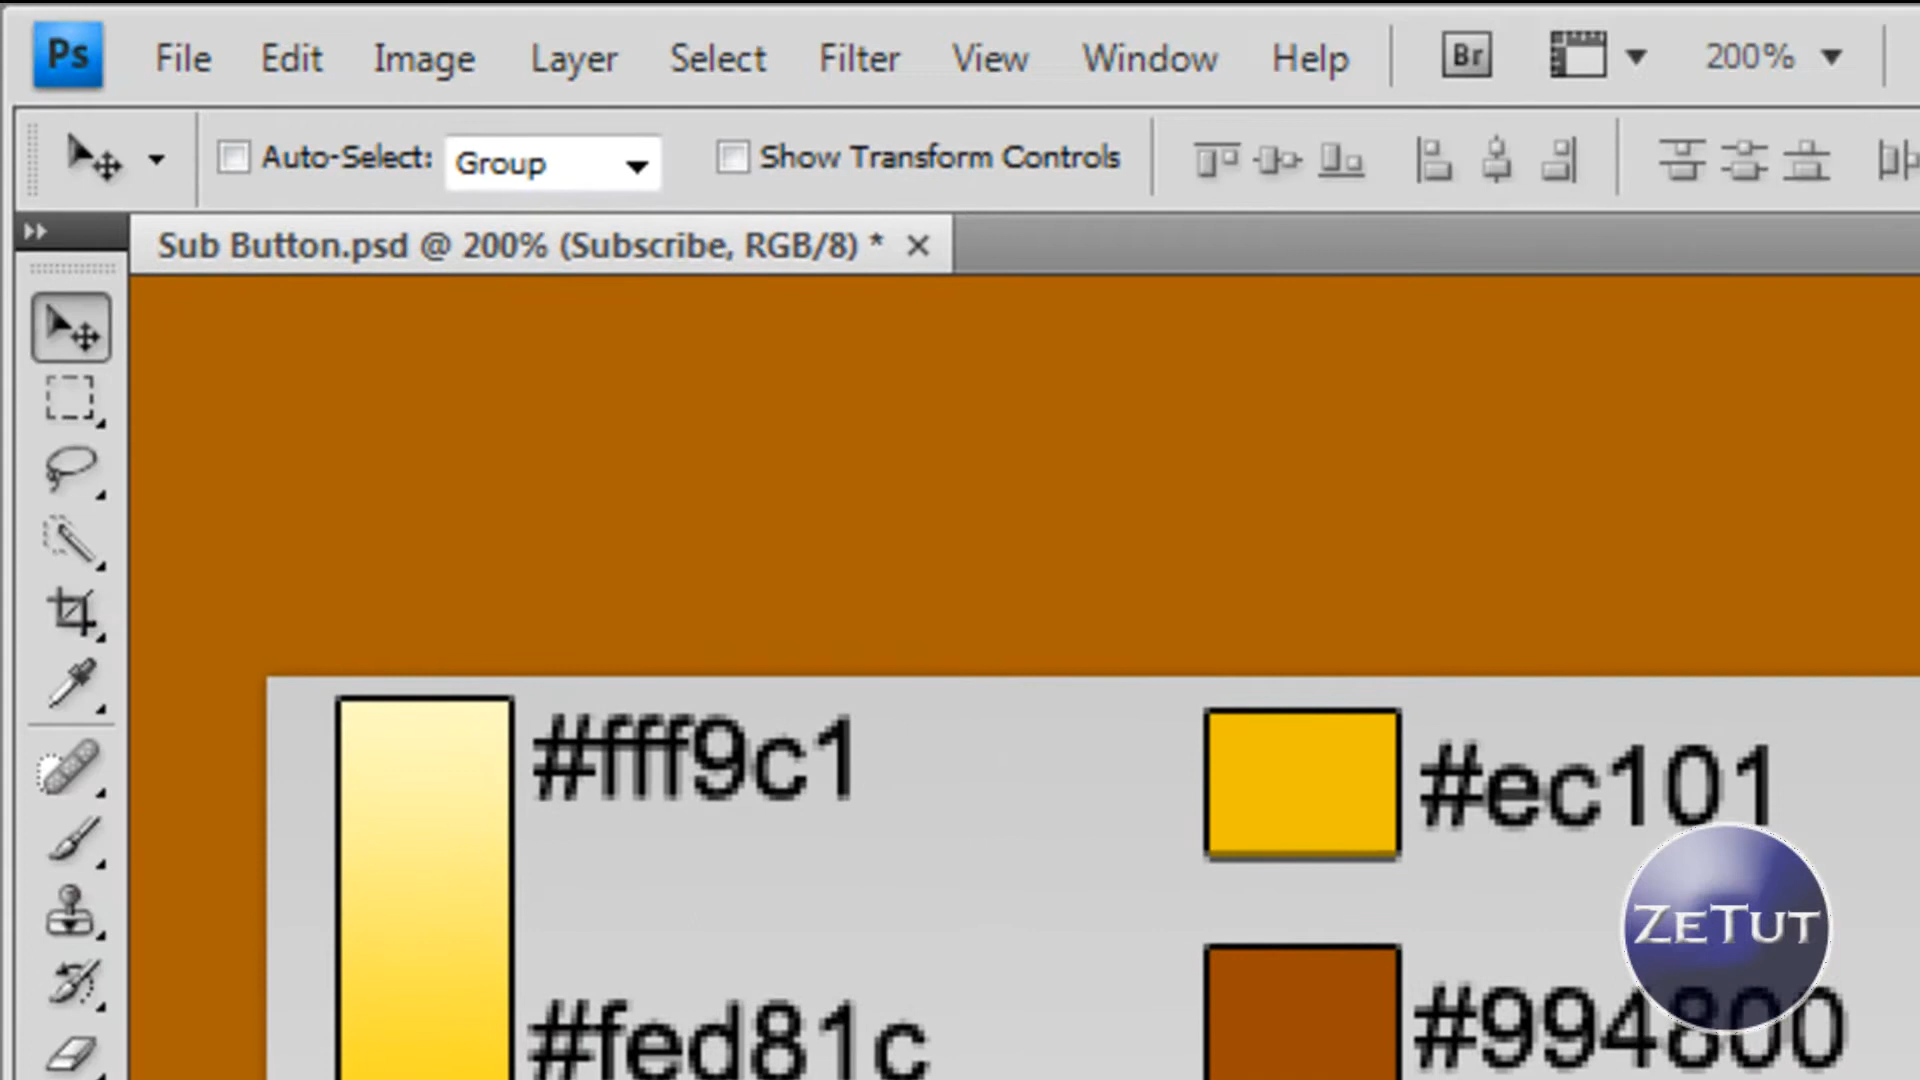 Ps File Edit Image Layer Select Filter View Window Help Br 200%
Auto-Select: Group Show Transform Controls
Sub Button.psd @ 200% (Subscribe, RGB/8) *
#fff9c1 #ec101
ZeTut
#fed81c #994800